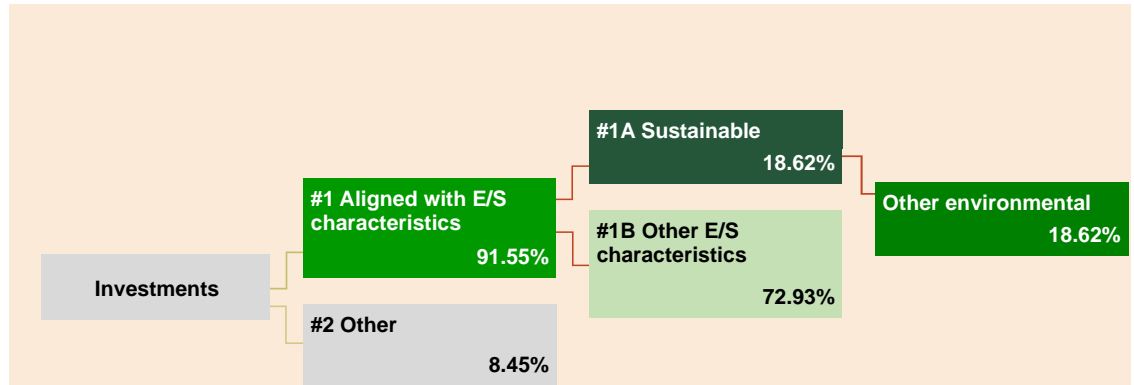 Investments
#1 Aligned with E/S
characteristics
91.55%
#2 Other
8.45%
#1A Sustainable
18.62%
#1B Other E/S
characteristics
72.93%
Other environmental
18.62%